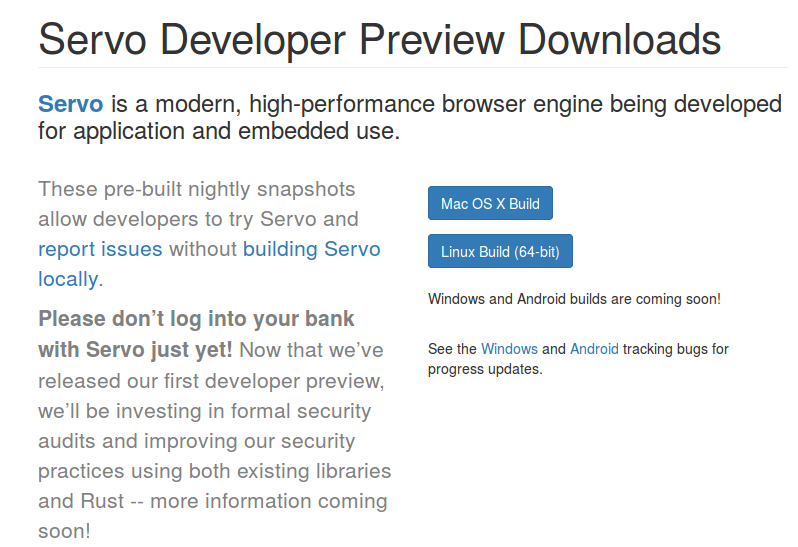 Servo Developer Preview Downloads
Servo is a modern, high-performance browser engine being developed
for application and embedded use.
These pre-built nightly snapshots
allow developers to try Servo and
report issues without building Servo
locally.
Please don’t log into your bank
with Servo just yet! Now that we’ve
released our first developer preview,
we’ll be investing in formal security
audits and improving our security
practices using both existing libraries
and Rust -- more information coming
soon!
Mac OS X Build
Linux Build (64-bit)
Windows and Android builds are coming soon!
See the Windows and Android tracking bugs for
progress updates.